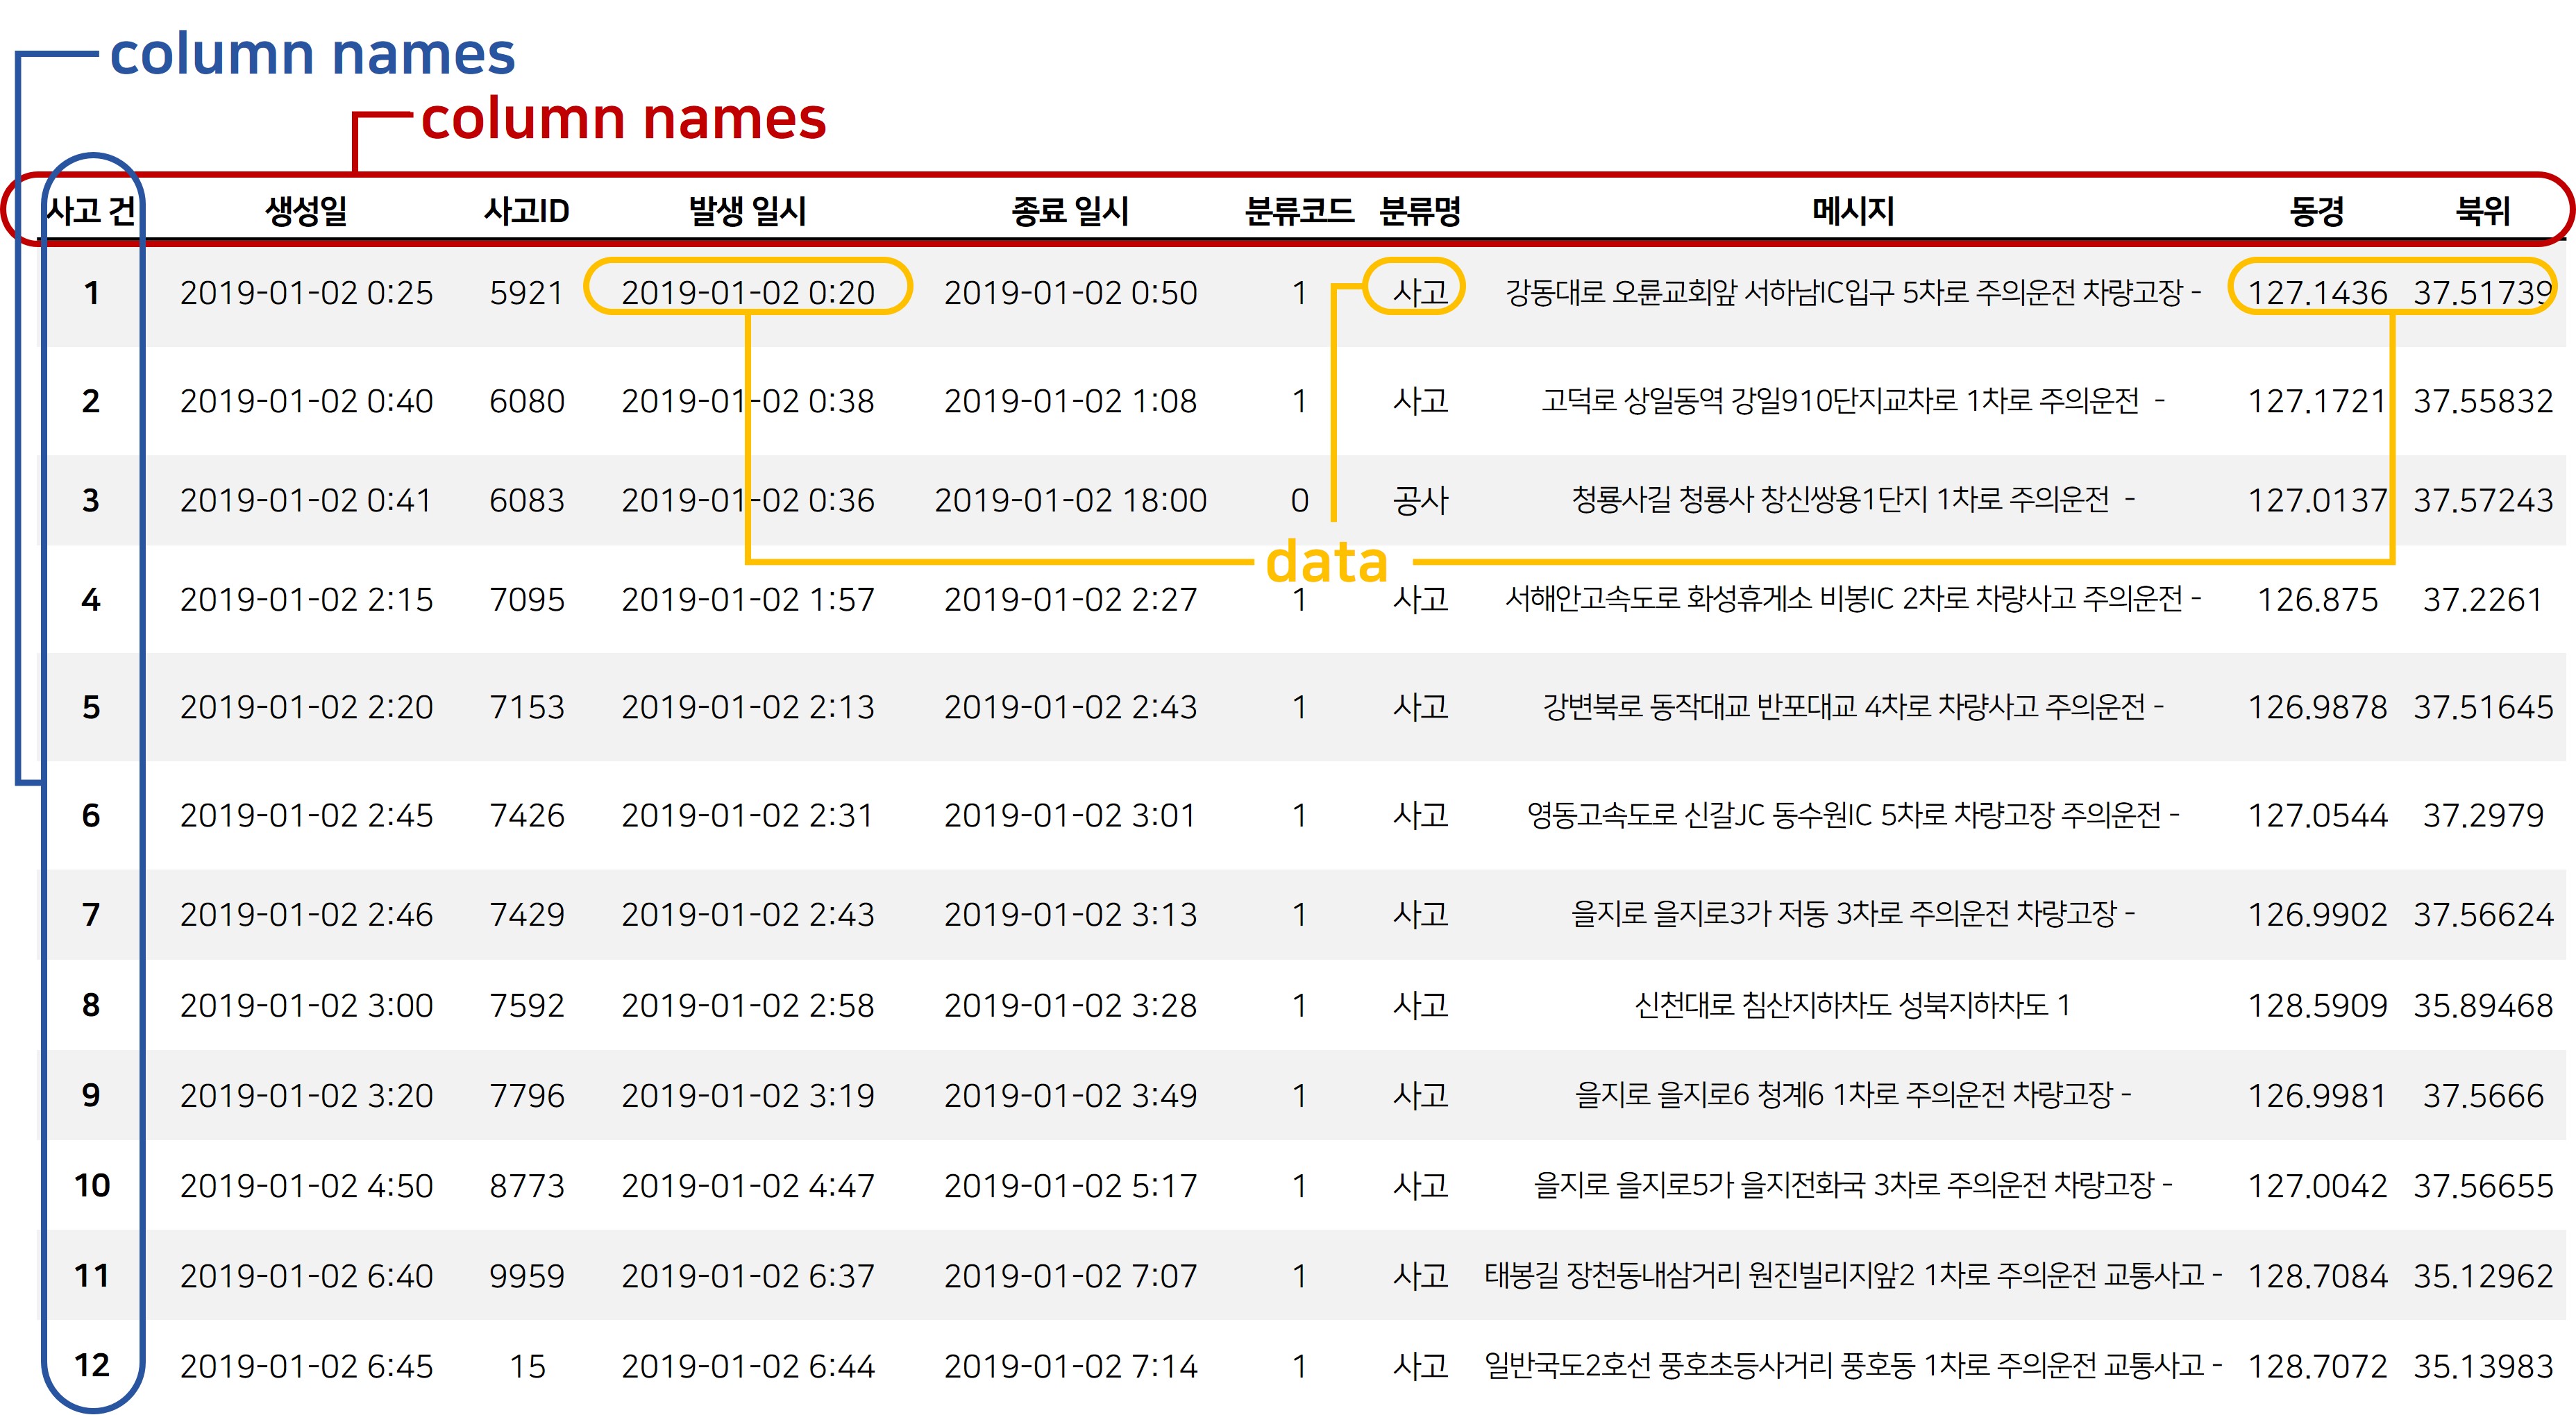 column names
column names
사고 건 생성일 사고ID 발생 일시 종료 일시 분류코드 분류명 메시지 동경 북위
1 2019-01-02 0:25 5921 2019-01-02 0:20 2019-01-02 0:50 1 사고 강동대로 오륜교회앞 서하남IC입구 5차로 주의운전 차량고장 - 127.1436 37.51739
2 2019-01-02 0:40 6080 2019-01-02 0:38 2019-01-02 1:08 1 사고 고덕로 상일동역 강일910단지교차로 1차로 주의운전 - 127.1721 37.55832
3 2019-01-02 0:41 6083 2019-01-02 0:36 2019-01-02 18:00 0 공사 청룡사길 청룡사 창신쌍용1단지 1차로 주의운전 - 127.0137 37.57243
data
4 2019-01-02 2:15 7095 2019-01-02 1:57 2019-01-02 2:27 1 사고 서해안고속도로 화성휴게소 비봉IC 2차로 차량사고 주의운전 - 126.875 37.2261
5 2019-01-02 2:20 7153 2019-01-02 2:13 2019-01-02 2:43 1 사고 강변북로 동작대교 반포대교 4차로 차량사고 주의운전 - 126.9878 37.51645
6 2019-01-02 2:45 7426 2019-01-02 2:31 2019-01-02 3:01 1 사고 영동고속도로 신갈JC 동수원IC 5차로 차량고장 주의운전 - 127.0544 37.2979
7 2019-01-02 2:46 7429 2019-01-02 2:43 2019-01-02 3:13 1 사고 을지로 을지로3가 저동 3차로 주의운전 차량고장 - 126.9902 37.56624
8 2019-01-02 3:00 7592 2019-01-02 2:58 2019-01-02 3:28 1 사고 신천대로 침산지하차도 성북지하차도 1 128.5909 35.89468
9 2019-01-02 3:20 7796 2019-01-02 3:19 2019-01-02 3:49 1 사고 을지로 을지로6 청계6 1차로 주의운전 차량고장 - 126.9981 37.5666
10 2019-01-02 4:50 8773 2019-01-02 4:47 2019-01-02 5:17 1 사고 을지로 을지로5가 을지전화국 3차로 주의운전 차량고장 - 127.0042 37.56655
11 2019-01-02 6:40 9959 2019-01-02 6:37 2019-01-02 7:07 1 사고 태봉길 장천동내삼거리 원진빌리지앞2 1차로 주의운전 교통사고 - 128.7084 35.12962
12 2019-01-02 6:45 15 2019-01-02 6:44 2019-01-02 7:14 1 사고 일반국도2호선 풍호초등사거리 풍호동 1차로 주의운전 교통사고 - 128.7072 35.13983